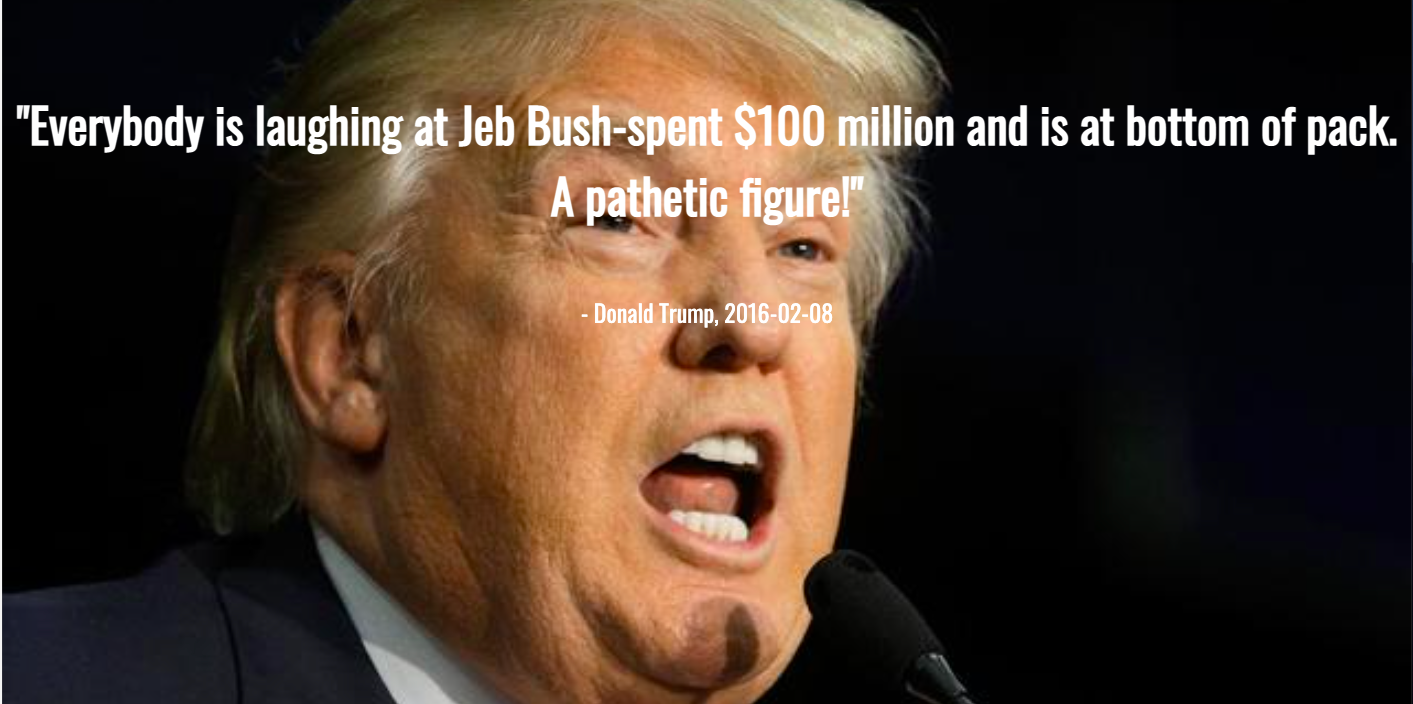 "Everybody is laughing at Jeb Bush-spent $100 million and is at bottom of pack.
A pathetic figure!"
- Donald Trump, 2016-02-08